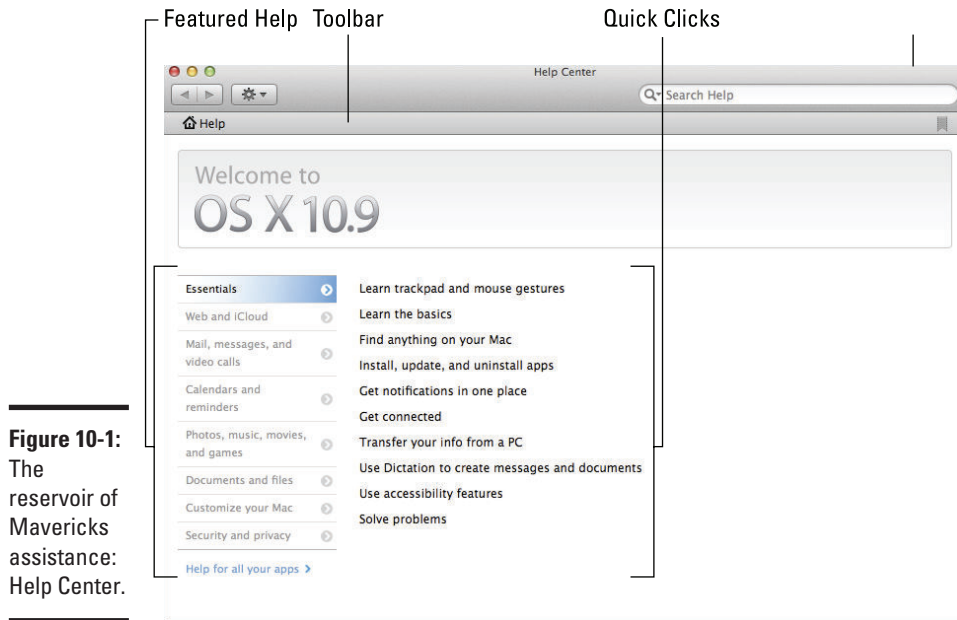 Featured Help Toolbar Quick Clicks
Help Center
Search Help
Help
Welcome to
OS X 10.9
Essentials
Web and iCloud
Mail, messages, and
video calls
Calendars and
reminders
Photos, music, movies,
and games
Documents and files
Customize your Mac
Security and privacy
Help for all your apps
Learn trackpad and mouse gestures
Learn the basics
Find anything on your Mac
Install, update, and uninstall apps
Get notifications in one place
Get connected
Transfer your info from a PC
Use Dictation to create messages and documents
Use accessibility features
Solve problems
Figure 10-1:
The
reservoir of
Mavericks
assistance:
Help Center.